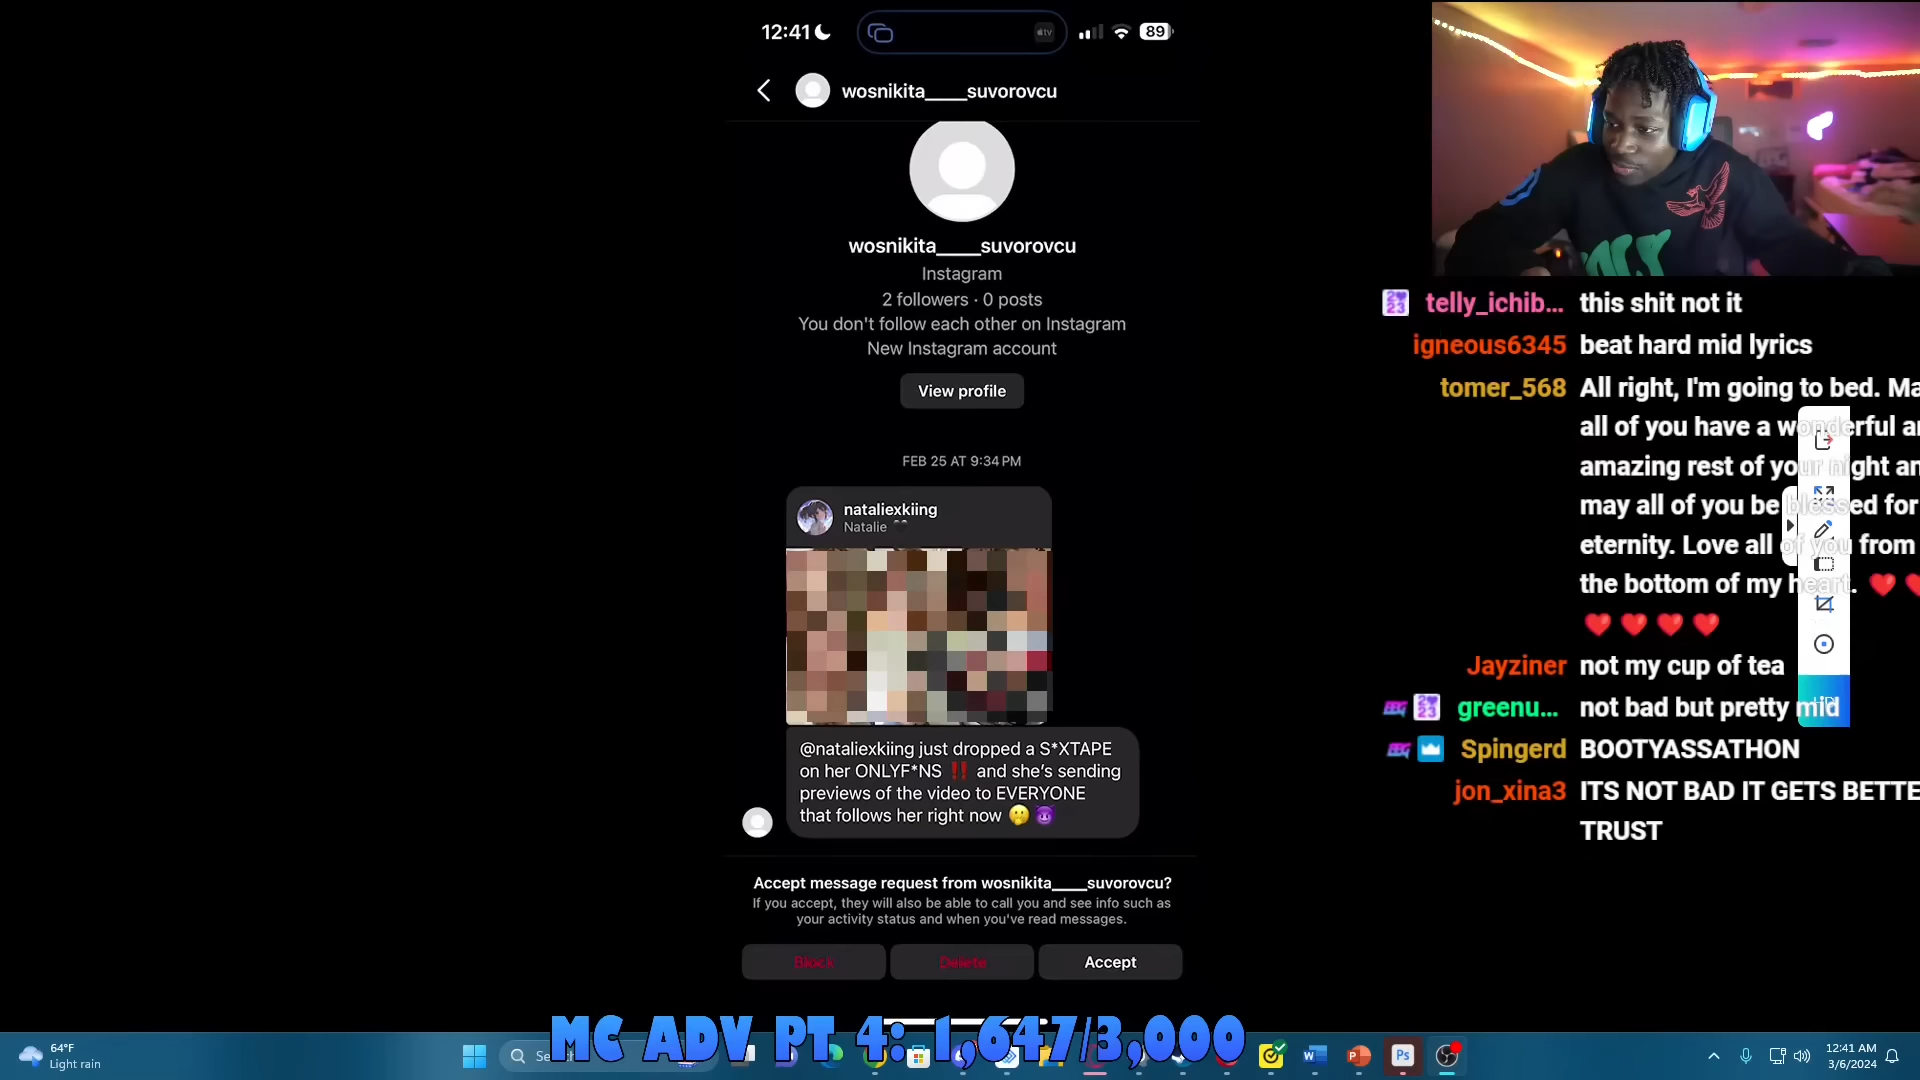 12:41
tv
89
wosnikita____suvorovcu
wosnikita____suvorovcu
Instagram
2 followers · 0 posts
You don't follow each other on Instagram
New Instagram account
View profile
FEB 25 AT 9:34 PM
nataliexkiing
Natalie
@nataliexkiing just dropped a S*XTAPE
on her ONLYF*NS ‼️ and she's sending
previews of the video to EVERYONE
that follows her right now 🤫 😈
Accept message request from wosnikita____suvorovcu?
If you accept, they will also be able to call you and see info such as
your activity status and when you've read messages.
Block
Delete
Accept
telly_ichib... this shit not it
igneous6345 beat hard mid lyrics
tomer_568 All right, I'm going to bed. Ma
all of you have a wonderful an
amazing rest of your night an
may all of you be blessed for
eternity. Love all of you from
the bottom of my heart. ❤️ ❤️
❤️ ❤️ ❤️ ❤️
Jayziner not my cup of tea
greenu... not bad but pretty mid
Spingerd BOOTYASSATHON
jon_xina3 ITS NOT BAD IT GETS BETTE
TRUST
MC ADV PT 4: 1,647/3,000
64°F
Light rain
Ps
12:41 AM
3/6/2024